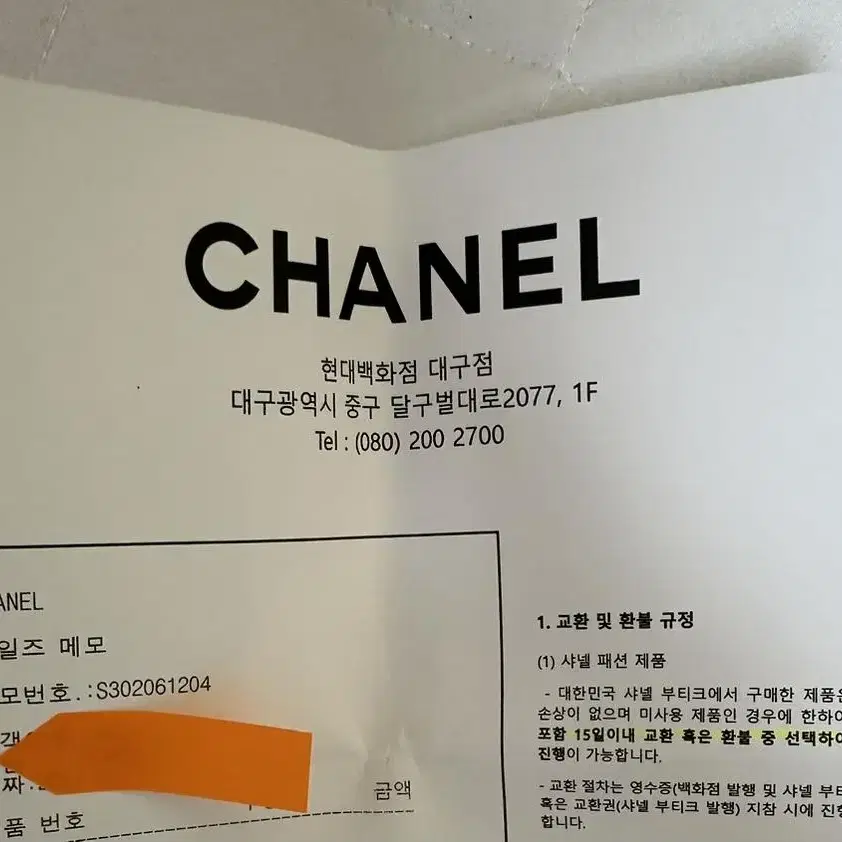 CHANEL
현대백화점 대구점
대구광역시 중구 달구벌대로2077, 1F
Tel : (080) 200 2700
ANEL
일즈 메모
모번호.:S302061204
금액
품 번호
1. 교환 및 환불 규정
(1) 샤넬 패션 제품
- 대한민국 샤넬 부티크에서 구매한 제품은
손상이 없으며 미사용 제품인 경우에 한하여
포함 15일이내 교환 혹은 환불 중 선택하여
진행이 가능합니다.
- 교환 절차는 영수증(백화점 발행 및 샤넬 부티
혹은 교환권(샤넬 부티크 발행) 지참 시에 진행
합니다.